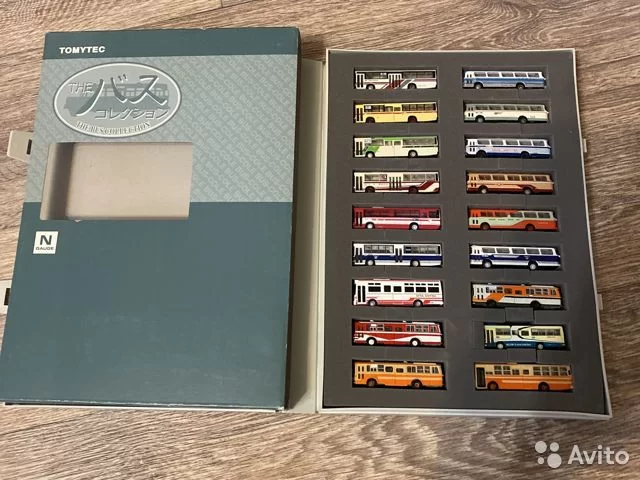 TOMYTEC
THE バス
コレクション
THE BUS COLLECTION
N
GAUGE
Avito